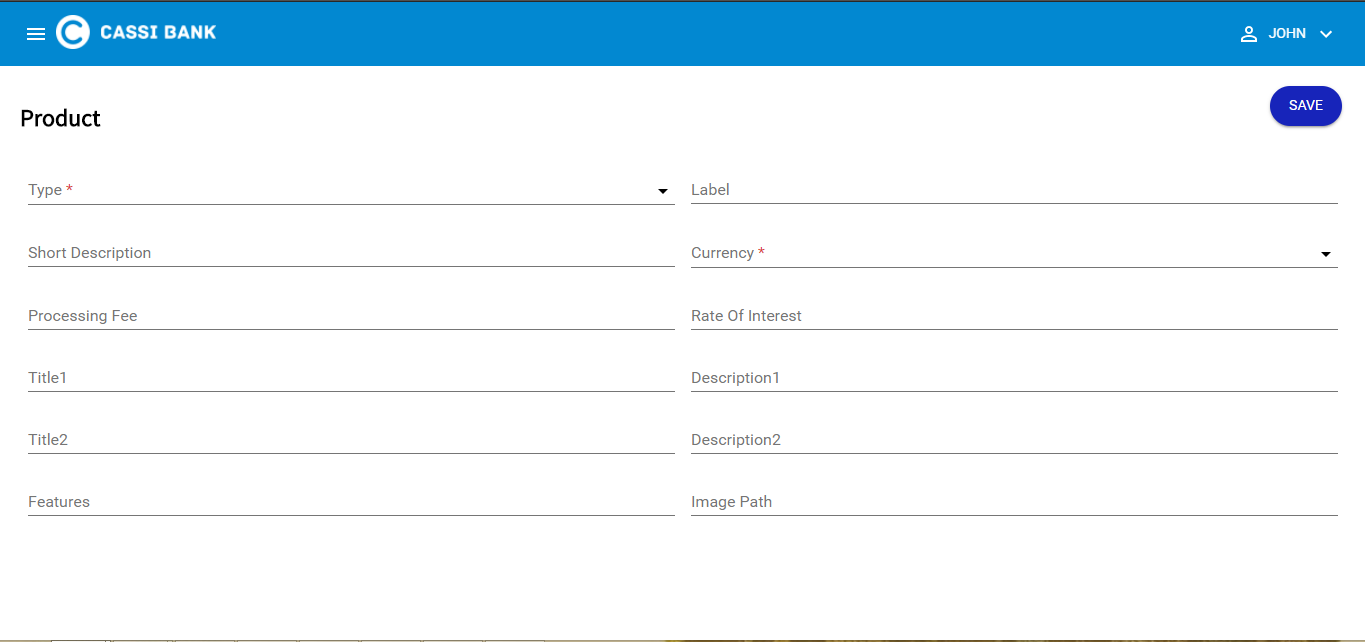 CASSI BANK
JOHN
Product
SAVE
Type *
Label
Short Description
Currency *
Processing Fee
Rate Of Interest
Title1
Description1
Title2
Description2
Features
Image Path